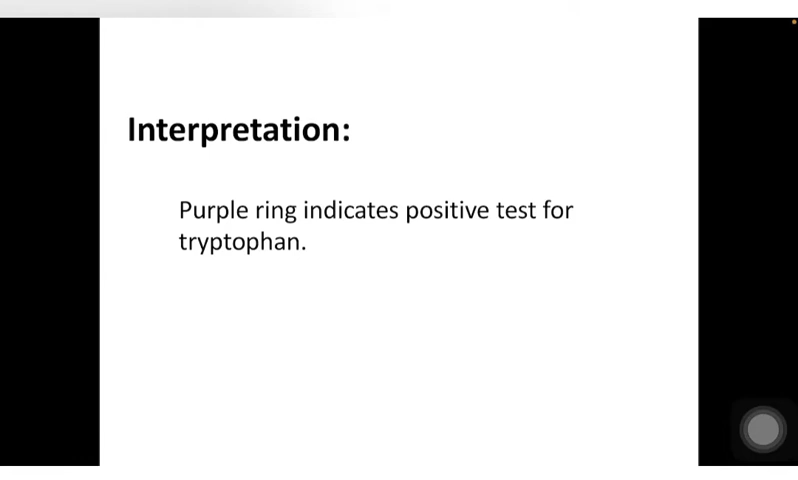 Interpretation:
Purple ring indicates positive test for
tryptophan.